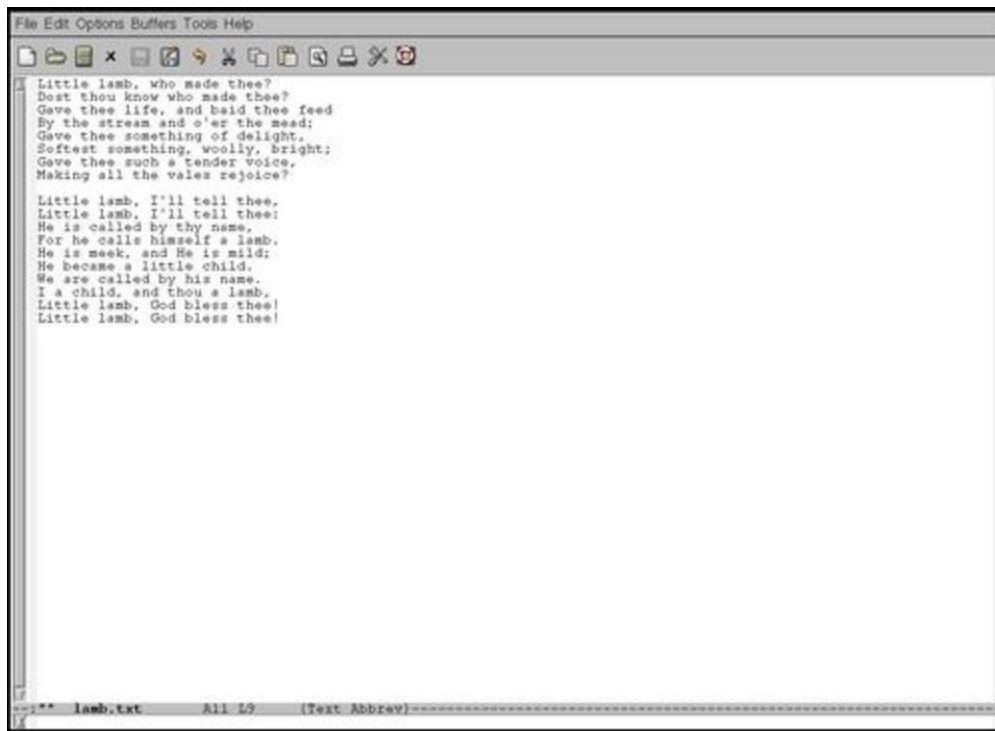 File Edit Options Buffers Tools Help
Little lamb, who made thee?
Dost thou know who made thee?
Gave thee life, and baid thee feed
By the stream and o'er the mead;
Gave thee something of delight,
Softest something, woolly, bright;
Gave thee such a tender voice,
Making all the vales rejoice?
Little lamb, I'll tell thee,
Little lamb, I'll tell thee:
He is called by thy name,
For he calls himself a lamb.
He is meek, and He is mild;
He became a little child.
We are called by his name.
I a child, and thou a lamb,
Little lamb, God bless thee!
Little lamb, God bless thee!
--:** lamb.txt All L9 (Text Abbrev)